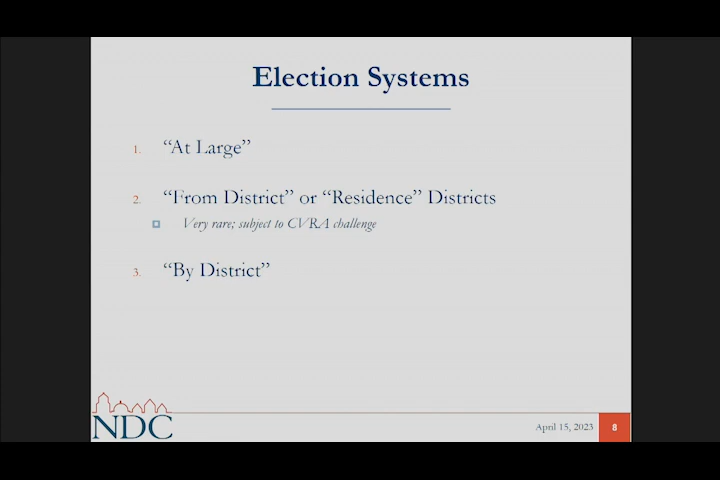 Election Systems
1. “At Large”
2. “From District” or “Residence” Districts
Very rare; subject to CVRA challenge
3. “By District”
NDC
April 15, 2023
8